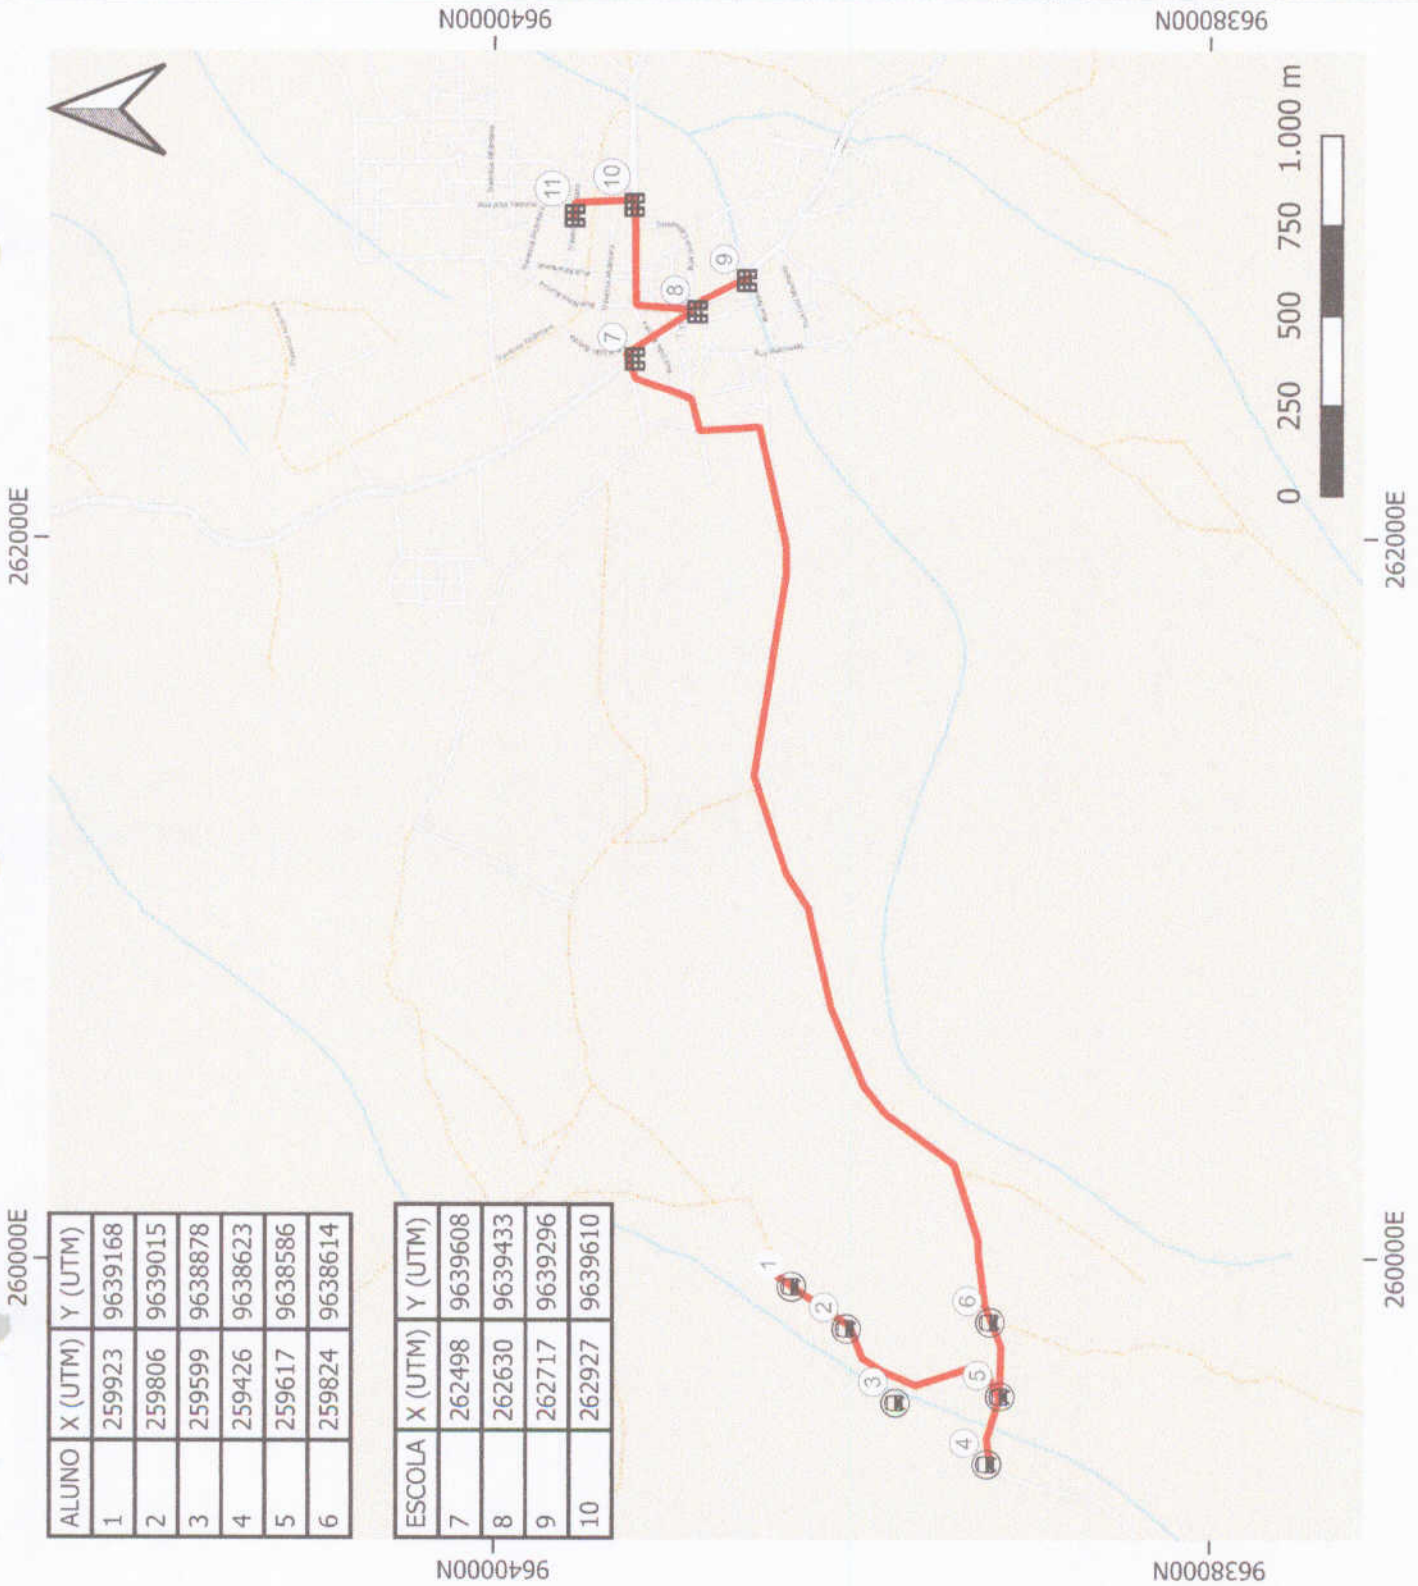 260000E
262000E
9640000N
9638000N
ALUNO X (UTM) Y (UTM)
1 259923 9639168
2 259806 9639015
3 259599 9638878
4 259426 9638623
5 259617 9638586
6 259824 9638614
ESCOLA X (UTM) Y (UTM)
7 262498 9639608
8 262630 9639433
9 262717 9639296
10 262927 9639610
1
2
3
4
5
6
7
8
9
10
11
0 250 500 750 1.000 m
9640000N
9638000N
260000E
262000E